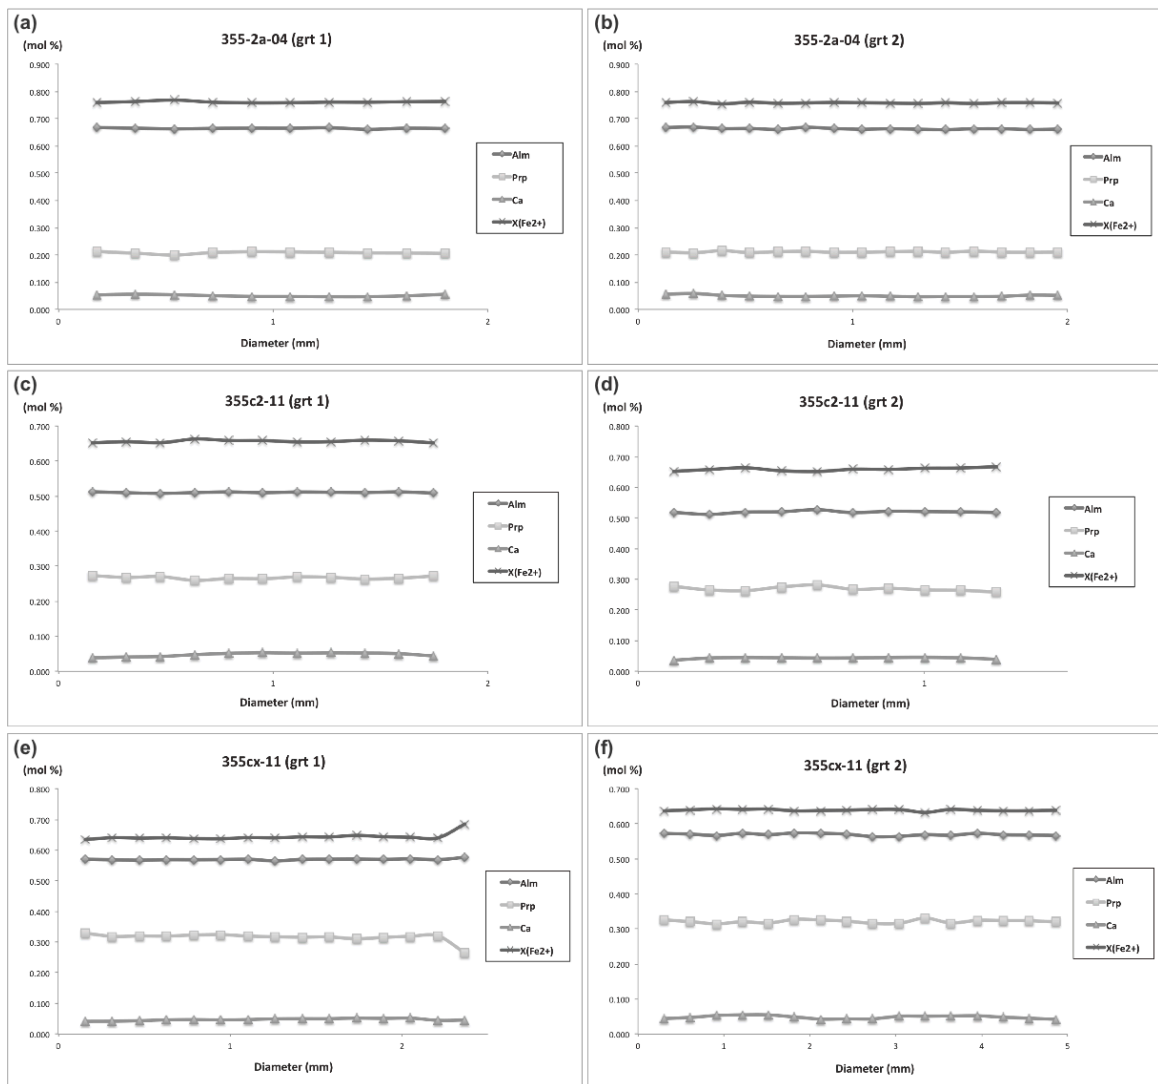 (a)
(mol %)
355-2a-04 (grt 1)
0.900
0.800
0.700
0.600
0.500
0.400
0.300
0.200
0.100
0.000
0
1
2
Diameter (mm)
Alm
Prp
Ca
X(Fe2+)
(b)
(mol %)
355-2a-04 (grt 2)
0.900
0.800
0.700
0.600
0.500
0.400
0.300
0.200
0.100
0.000
0
1
2
Diameter (mm)
Alm
Prp
Ca
X(Fe2+)
(c)
(mol %)
355c2-11 (grt 1)
0.700
0.600
0.500
0.400
0.300
0.200
0.100
0.000
0
1
2
Diameter (mm)
Alm
Prp
Ca
X(Fe2+)
(d)
(mol %)
355c2-11 (grt 2)
0.800
0.700
0.600
0.500
0.400
0.300
0.200
0.100
0.000
0
1
Diameter (mm)
Alm
Prp
Ca
X(Fe2+)
(e)
(mol %)
355cx-11 (grt 1)
0.800
0.700
0.600
0.500
0.400
0.300
0.200
0.100
0.000
0
1
2
Diameter (mm)
Alm
Prp
Ca
X(Fe2+)
(f)
(mol %)
355cx-11 (grt 2)
0.700
0.600
0.500
0.400
0.300
0.200
0.100
0.000
0
1
2
3
4
5
Diameter (mm)
Alm
Prp
Ca
X(Fe2+)